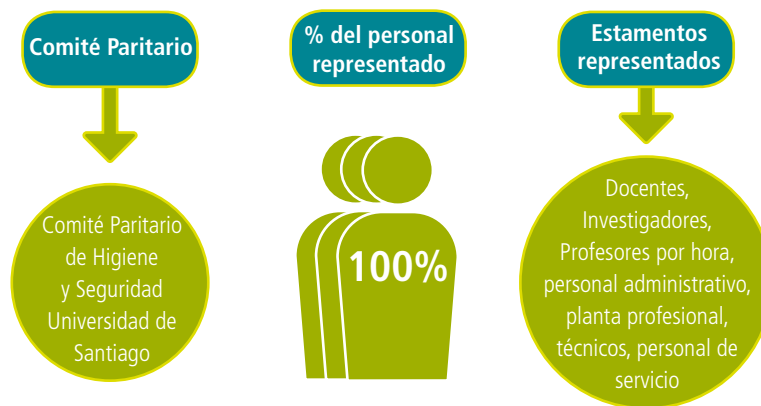 Comité Paritario
% del personal
representado
Estamentos
representados
Comité Paritario
de Higiene
y Seguridad
Universidad de
Santiago
100%
Docentes,
Investigadores,
Profesores por hora,
personal administrativo,
planta profesional,
técnicos, personal de
servicio